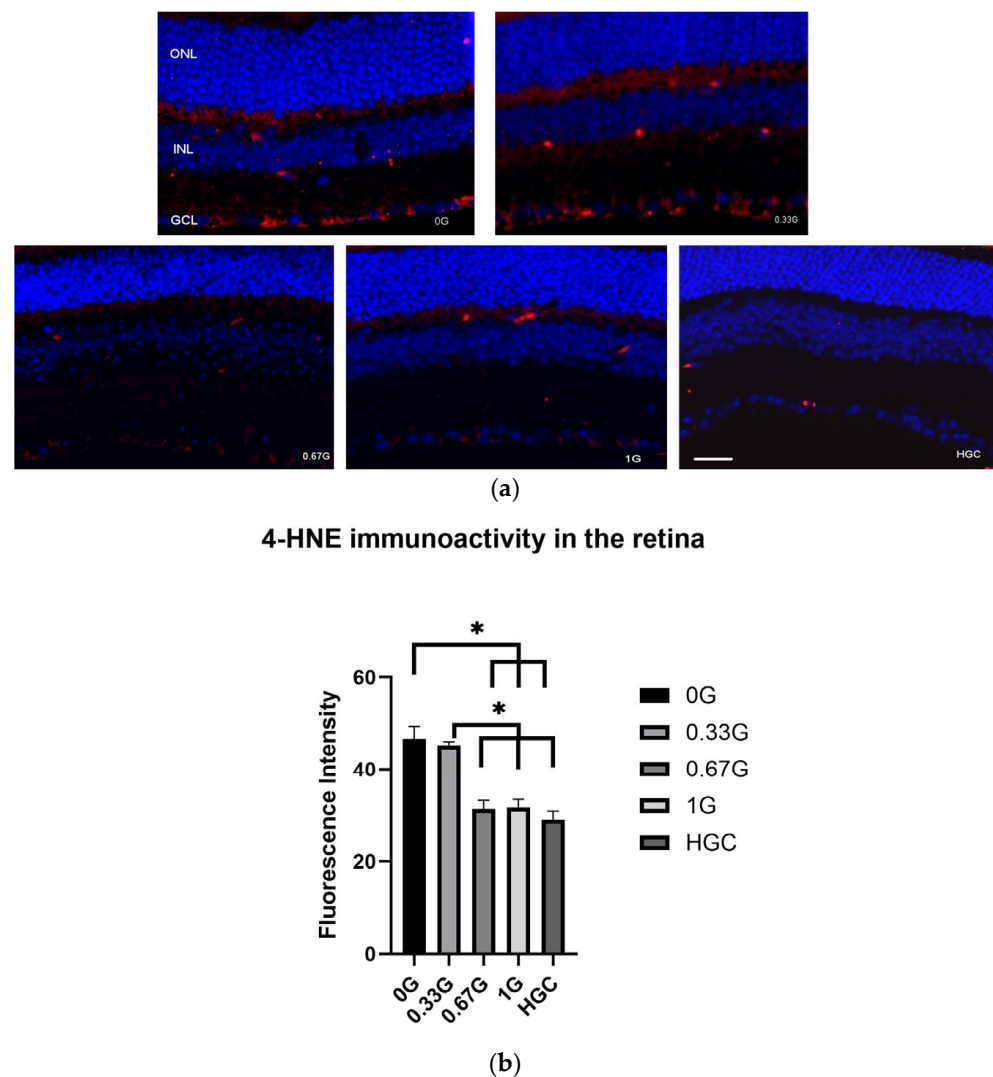 ONL
INL
GCL
0G
0.33G
0.67G
1G
HGC
(a)
4-HNE immunoactivity in the retina
*
*
Fluorescence Intensity
60
40
20
0
0G
0.33G
0.67G
1G
HGC
0G
0.33G
0.67G
1G
HGC
(b)